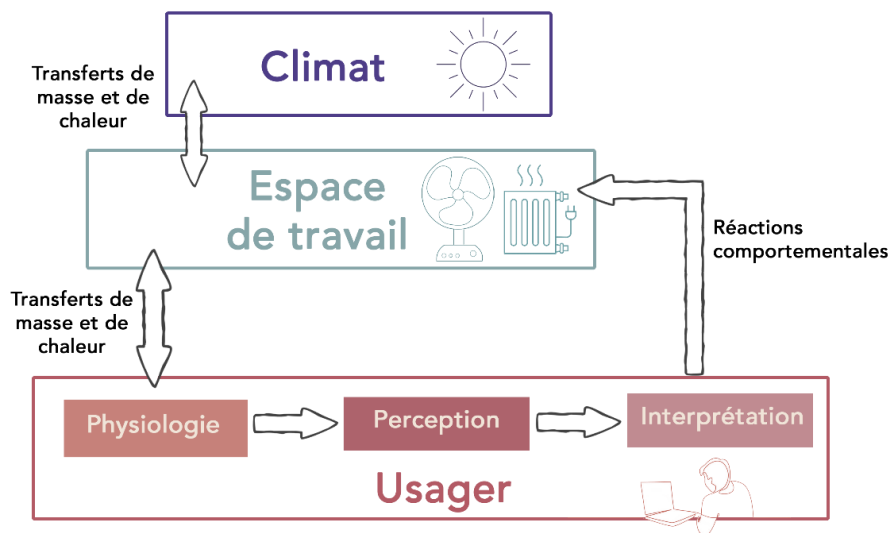 Climat
Transferts de
masse et de
chaleur
Espace
de travail
Réactions
comportementales
Transferts de
masse et de
chaleur
Physiologie
Perception
Interprétation
Usager